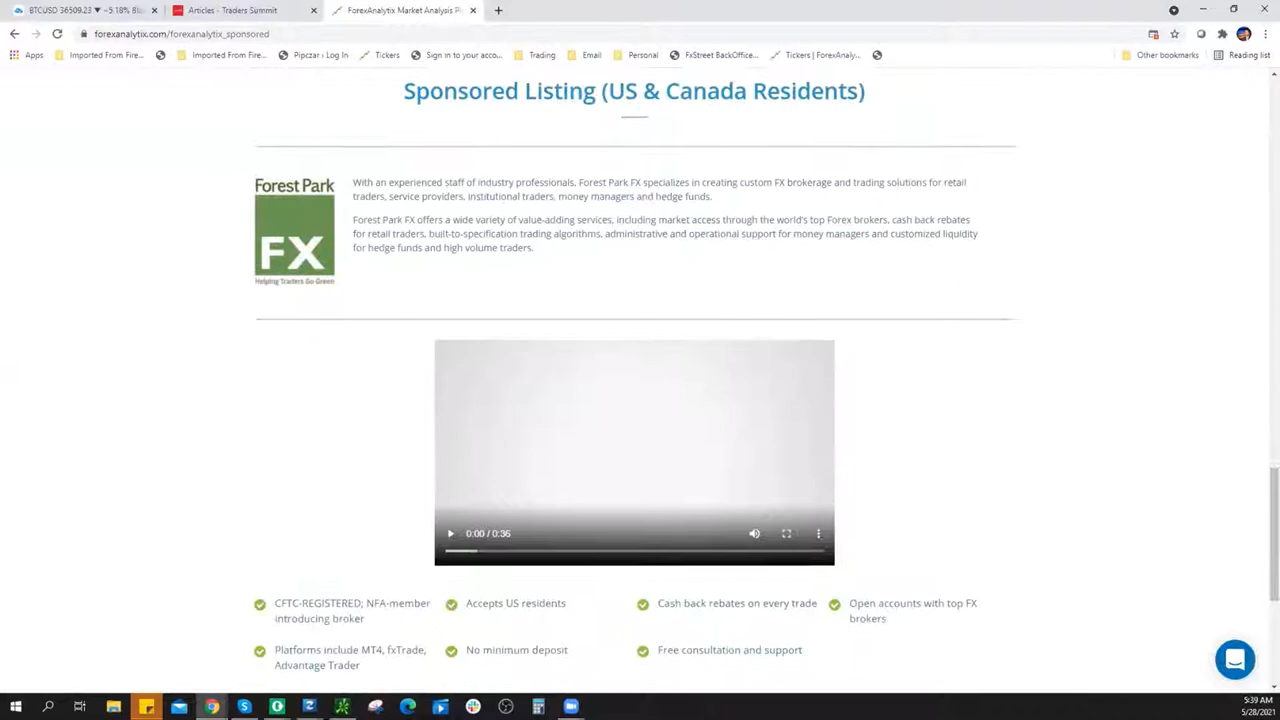 BTCUSD 36509.23 ▼ −5.18%
Articles - Traders Summit
ForexAnalytix Market Analysis
forexanalytix.com/forexanalytix_sponsored
Apps
Imported From Fire...
Imported From Fire...
Pipczar › Log In
Tickers
Sign in to your acco...
Trading
Email
Personal
FxStreet BackOffice...
Tickers | ForexAnaly...
Other bookmarks
Reading list
Sponsored Listing (US & Canada Residents)
Forest Park
FX
Helping Traders Go Green
With an experienced staff of industry professionals, Forest Park FX specializes in creating custom FX brokerage and trading solutions for retail
traders, service providers, institutional traders, money managers and hedge funds.
Forest Park FX offers a wide variety of value-adding services, including market access through the world's top Forex brokers, cash back rebates
for retail traders, built-to-specification trading algorithms, administrative and operational support for money managers and customized liquidity
for hedge funds and high volume traders.
0:00 / 0:36
CFTC-REGISTERED; NFA-member
introducing broker
Accepts US residents
Cash back rebates on every trade
Open accounts with top FX
brokers
Platforms include MT4, fxTrade,
Advantage Trader
No minimum deposit
Free consultation and support
5:39 AM
5/28/2021